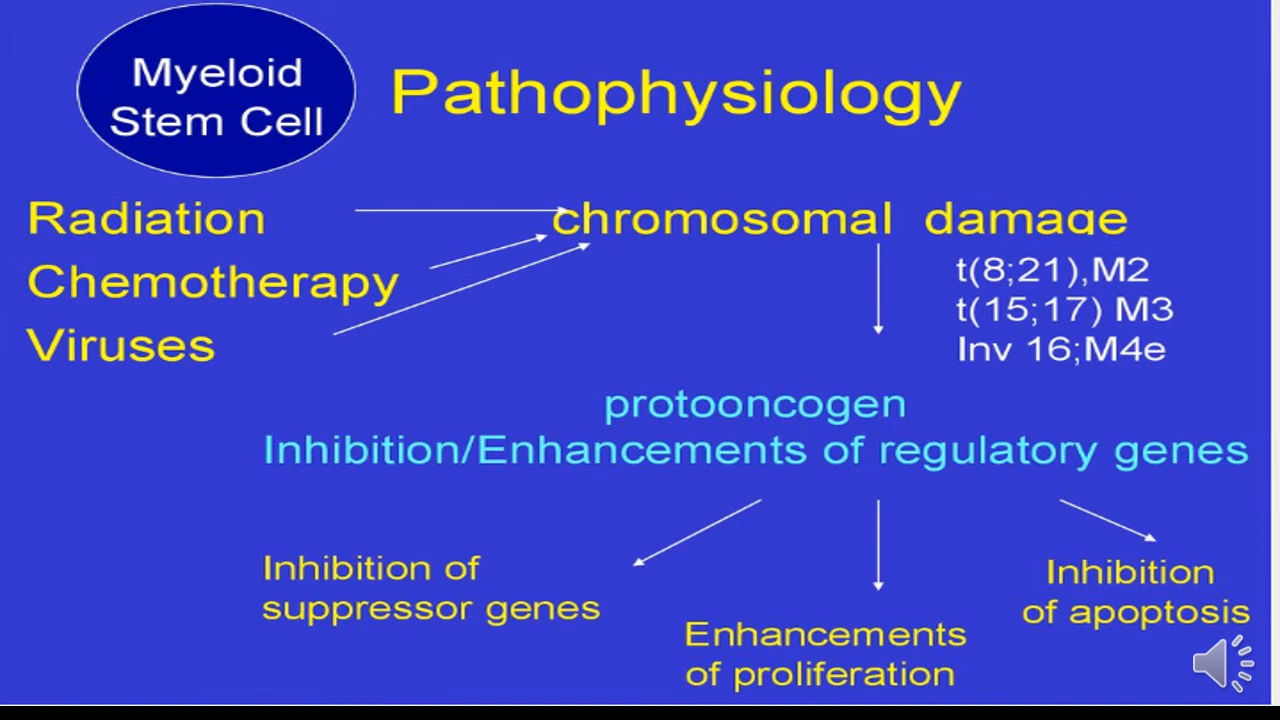 Myeloid
Stem Cell
Pathophysiology
Radiation
chromosomal damage
Chemotherapy
Viruses
t(8;21),M2
t(15;17) M3
Inv 16;M4e
protooncogen
Inhibition/Enhancements of regulatory genes
Inhibition of
suppressor genes
Enhancements
of proliferation
Inhibition
of apoptosis